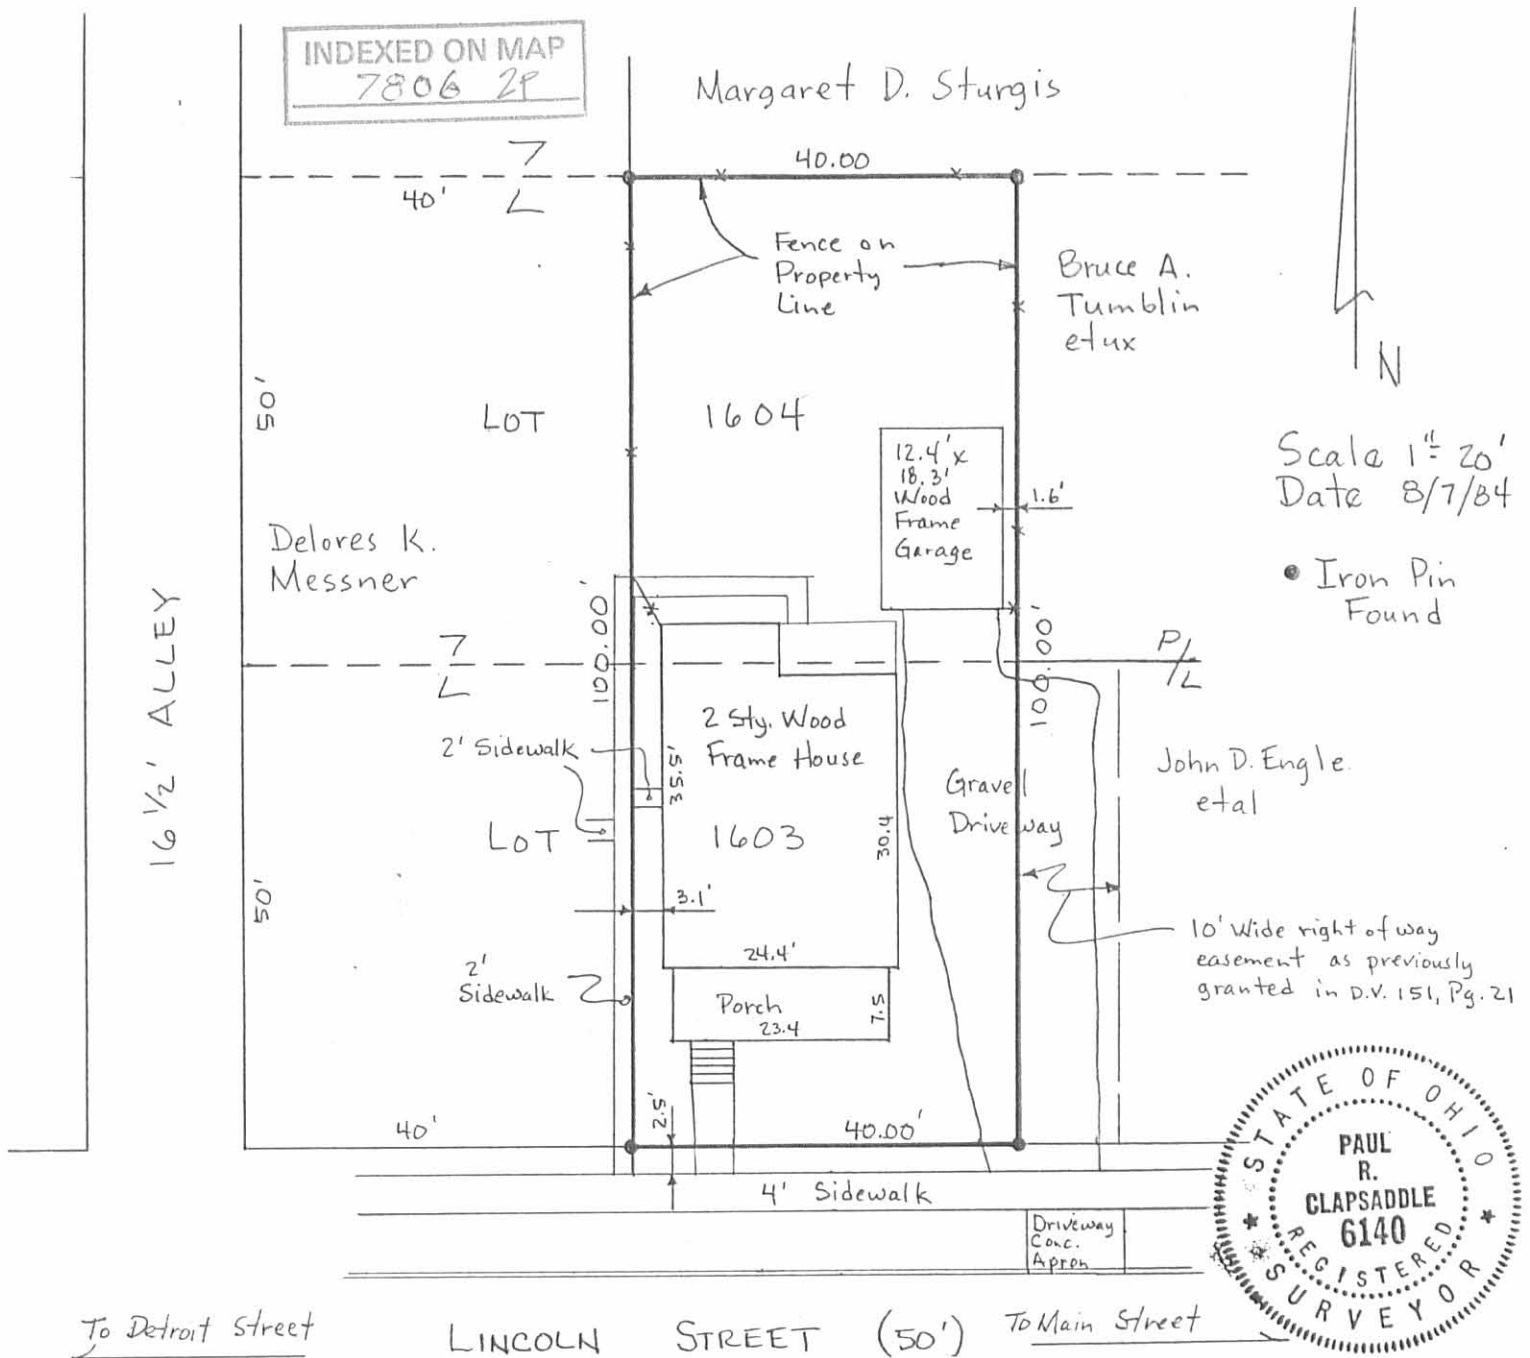 INDEXED ON MAP
7806 2P
Margaret D. Sturgis
40.00
7
L
40'
Fence on
Property
Line
Bruce A.
Tumblin
etux
N
50'
LOT
1604
12.4' x
18.3'
Wood
Frame
Garage
1.6'
Scale 1" = 20'
Date 8/7/84
Iron Pin
Found
Delores K.
Messner
16 1/2' ALLEY
100.00'
100.00'
7
L
P/L
2' Sidewalk
2 Sty. Wood
Frame House
35.5'
Gravel
Driveway
John D. Engle
etal
LOT
1603
30.4
50'
3.1'
24.4'
2'
Sidewalk
Porch
23.4
7.5
10' Wide right of way
easement as previously
granted in D.V. 151, Pg. 21
40'
2.5'
40.00'
4' Sidewalk
Driveway
Conc.
Apron
STATE OF OHIO
PAUL
R.
CLAPSADDLE
6140
REGISTERED
SURVEYOR
To Detroit Street
LINCOLN STREET (50')
To Main Street